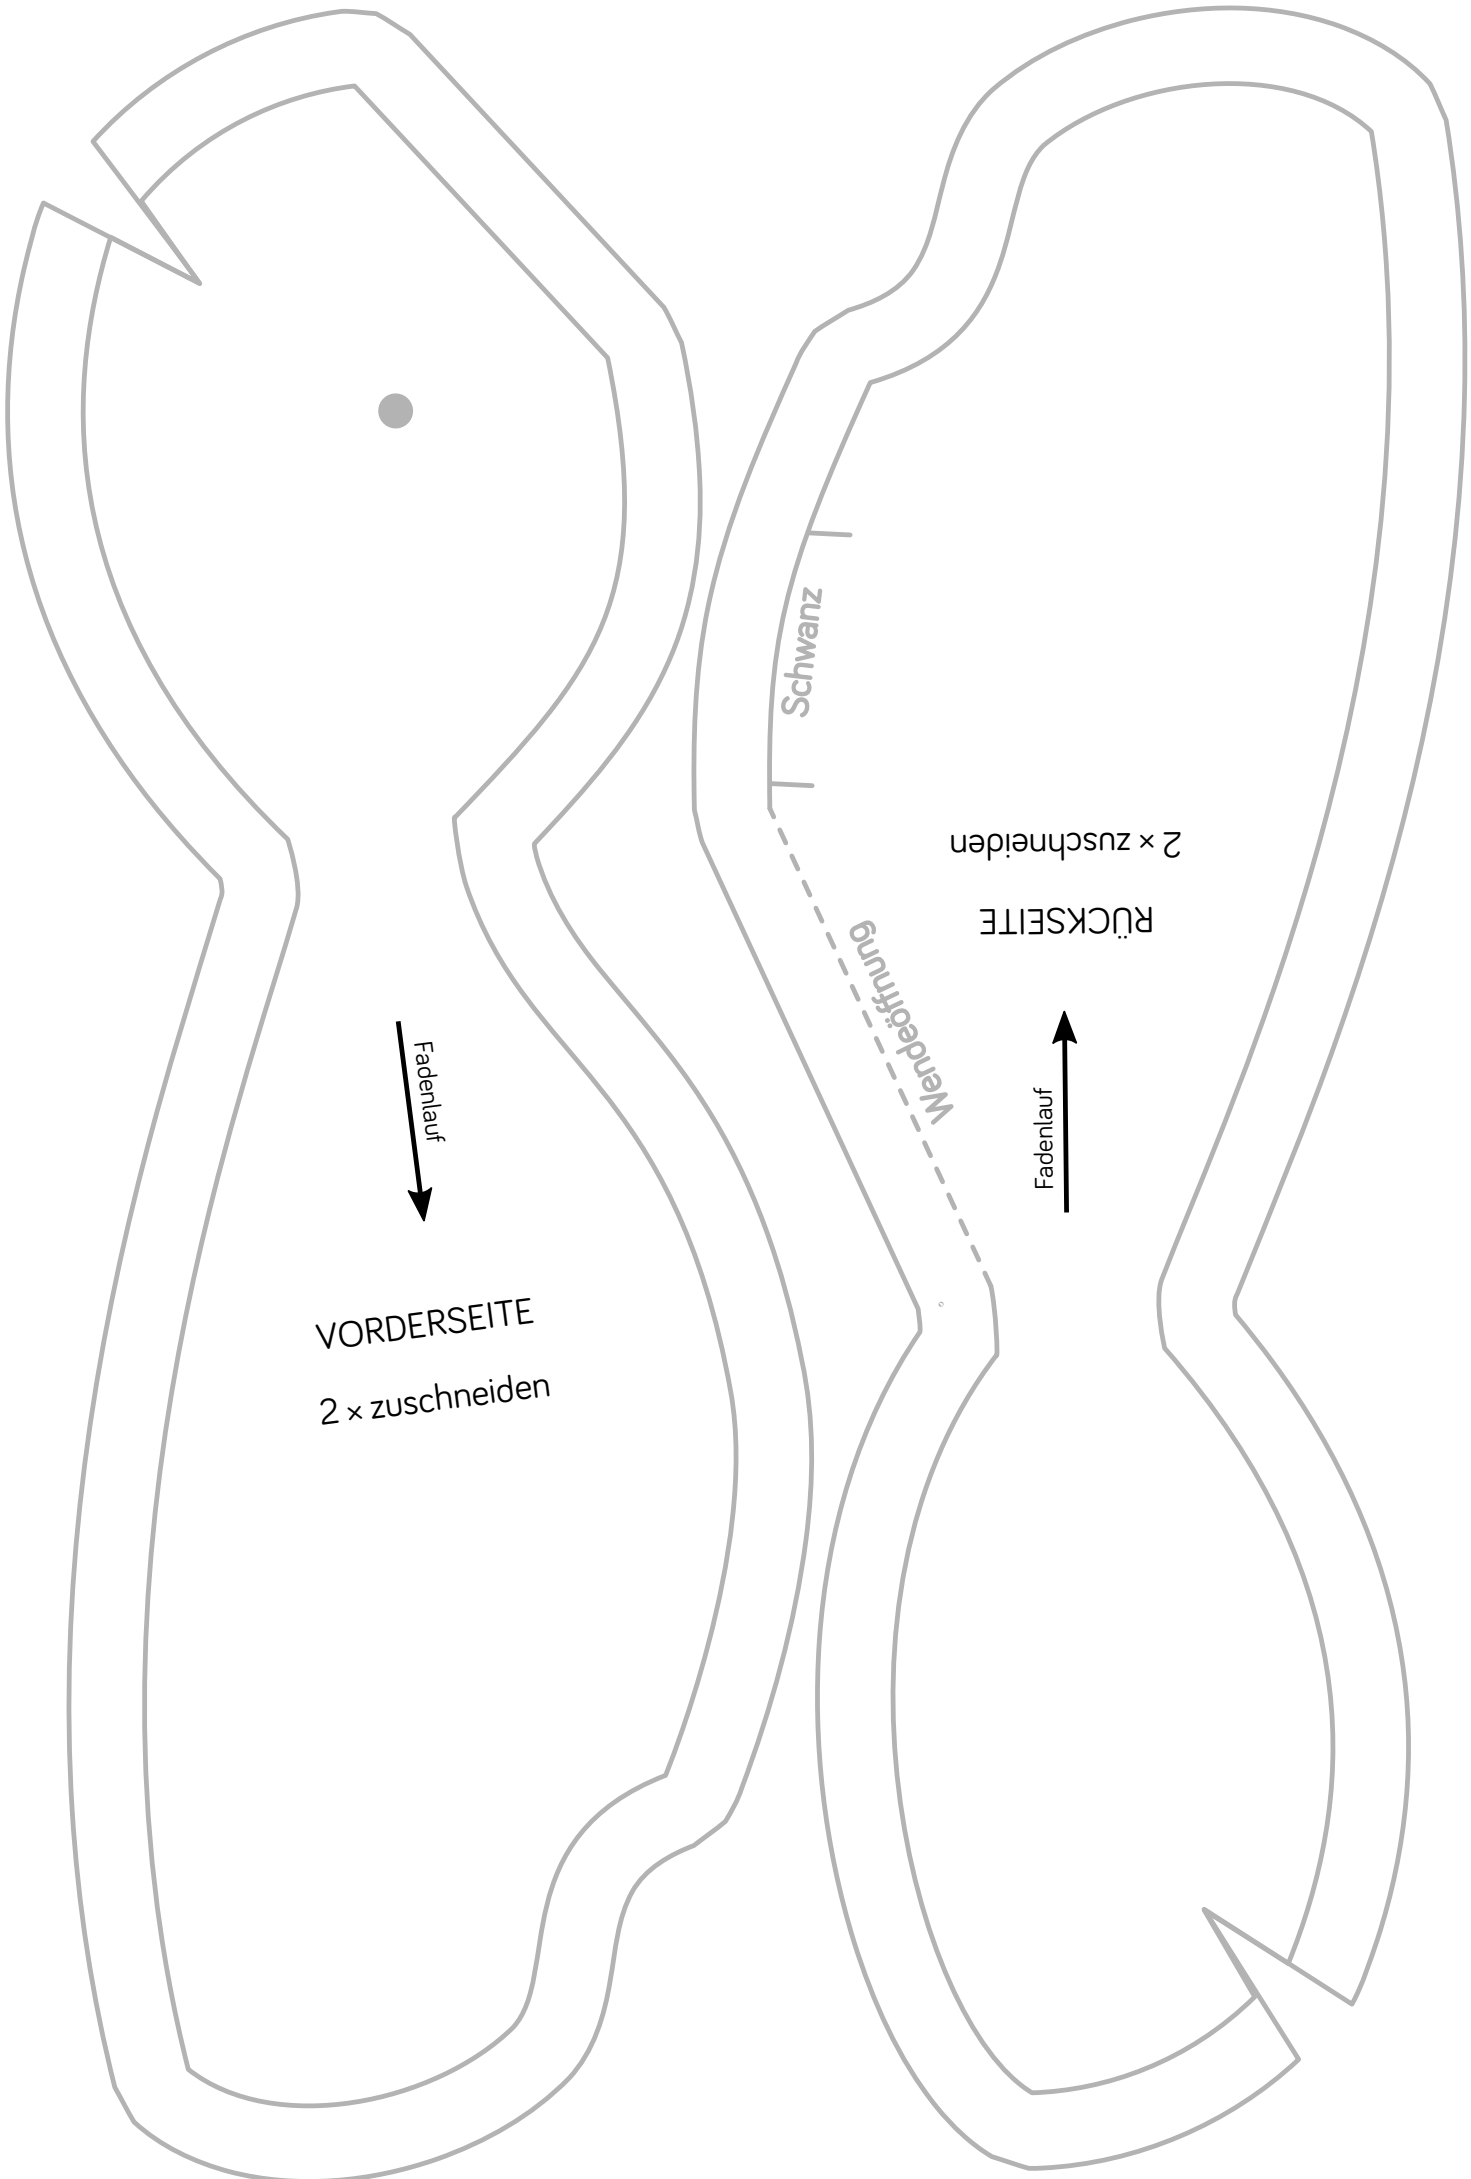 Fadenlauf
VORDERSEITE
2 × zuschneiden
Schwanz
Wendeöffnung
Fadenlauf
RÜCKSEITE
2 × zuschneiden